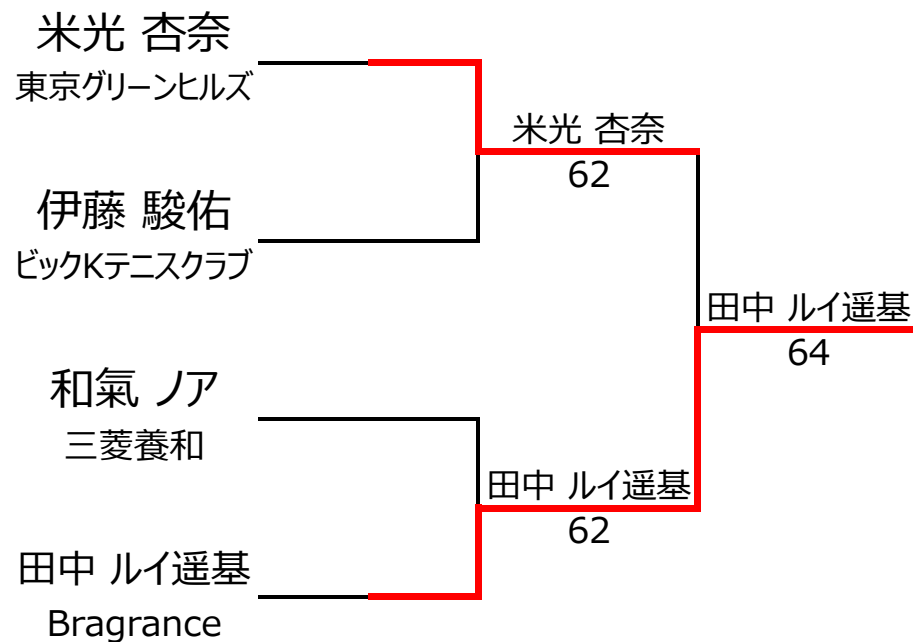 米光 杏奈
東京グリーンヒルズ
米光 杏奈
62
伊藤 駿佑
ビックKテニスクラブ
田中 ルイ遥基
64
和氣 ノア
三菱養和
田中 ルイ遥基
62
田中 ルイ遥基
Bragrance